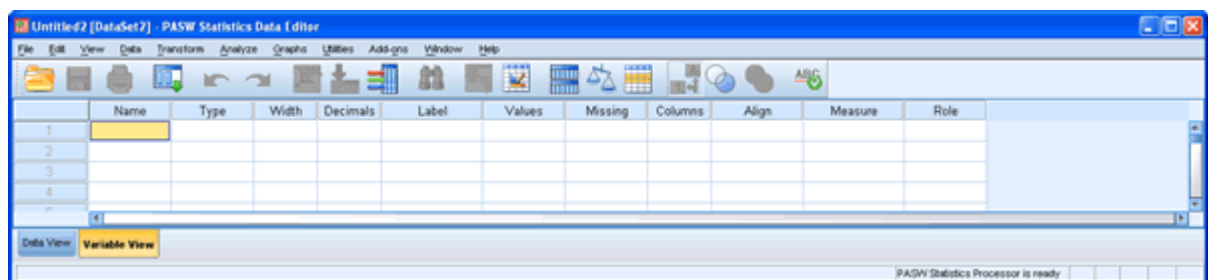 Untitled2 [DataSet2] - PASW Statistics Data Editor
File Edit View Data Transform Analyze Graphs Utilities Add-ons Window Help
ABC
Name Type Width Decimals Label Values Missing Columns Align Measure Role
1
2
3
4
Data View Variable View
PASW Statistics Processor is ready